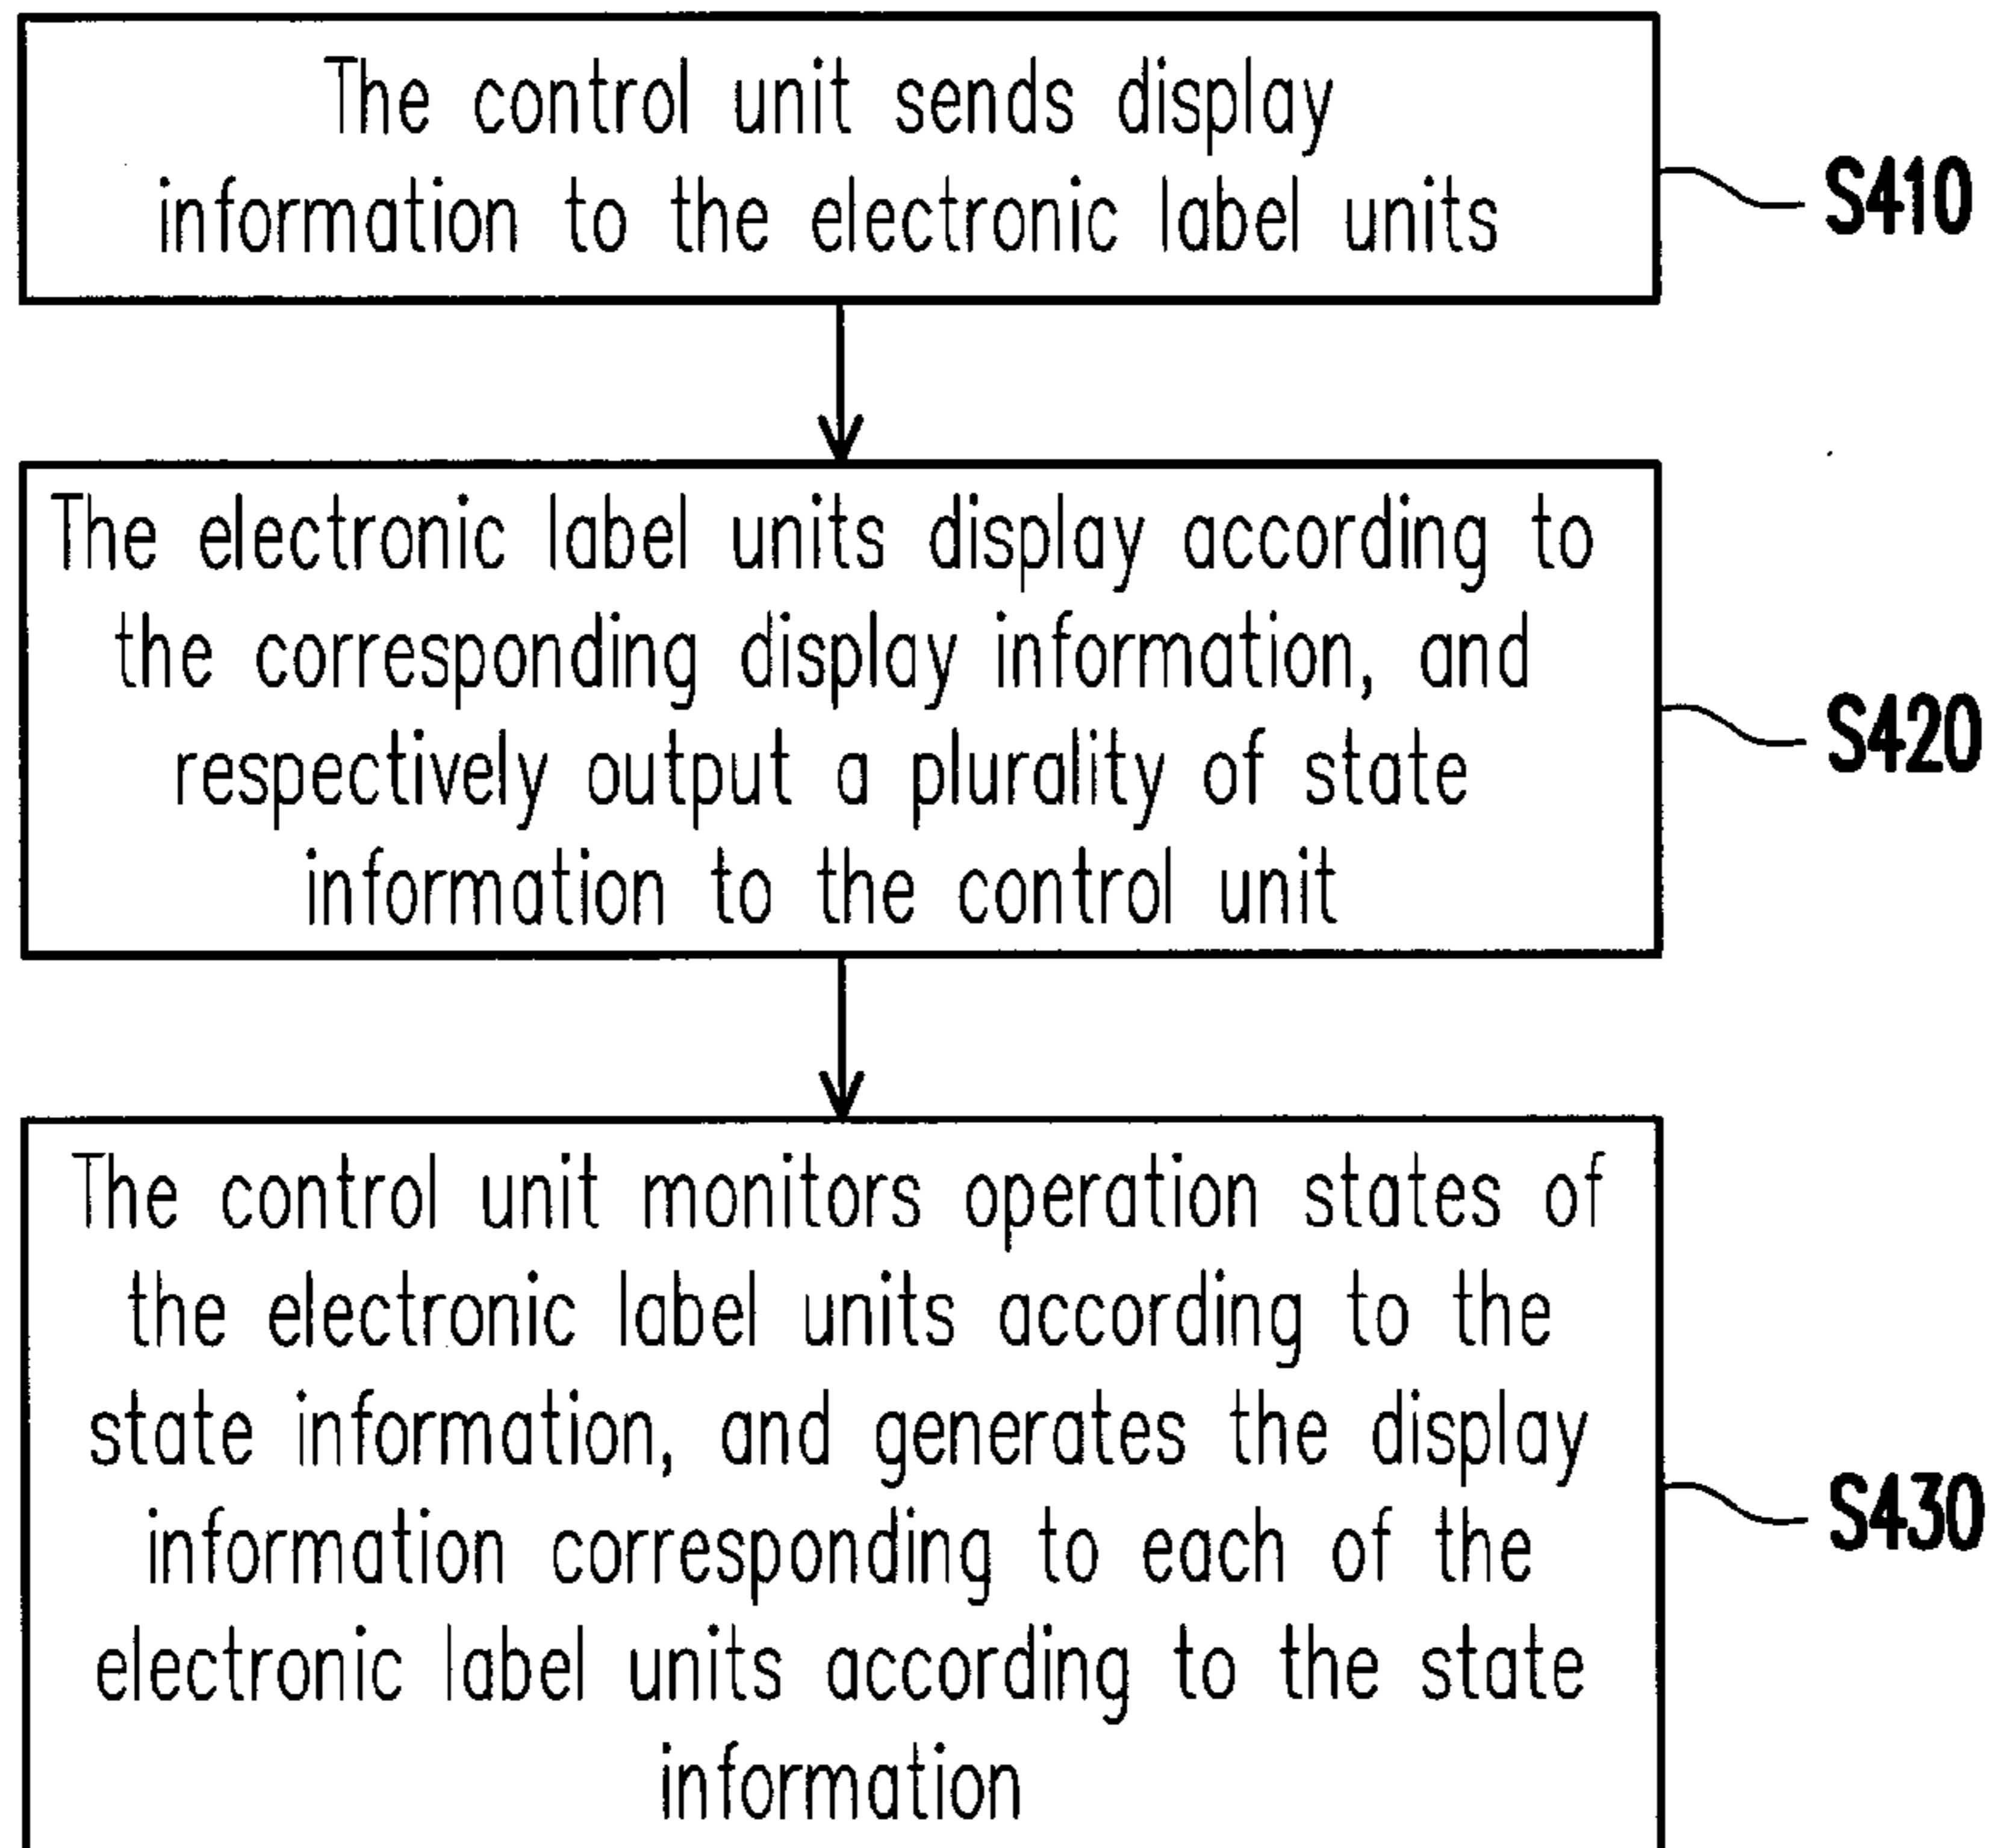 The control unit sends display
information to the electronic label units
S410
The electronic label units display according to
the corresponding display information, and
respectively output a plurality of state
information to the control unit
S420
The control unit monitors operation states of
the electronic label units according to the
state information, and generates the display
information corresponding to each of the
electronic label units according to the state
information
S430